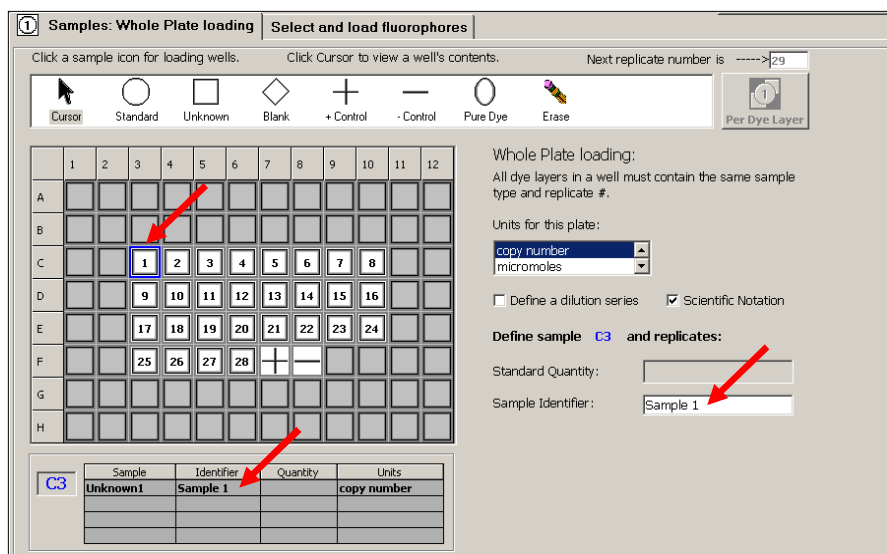 1 Samples: Whole Plate loading Select and load fluorophores
Click a sample icon for loading wells. Click Cursor to view a well's contents. Next replicate number is ----->29
Cursor Standard Unknown Blank + Control - Control Pure Dye Erase
1 Per Dye Layer
Whole Plate loading:
All dye layers in a well must contain the same sample
type and replicate #.
Units for this plate:
copy number
micromoles
Define a dilution series Scientific Notation
Define sample C3 and replicates:
Standard Quantity:
Sample Identifier: Sample 1
1 2 3 4 5 6 7 8 9 10 11 12
A
B
C 1 2 3 4 5 6 7 8
D 9 10 11 12 13 14 15 16
E 17 18 19 20 21 22 23 24
F 25 26 27 28 + −
G
H
C3 Sample Identifier Quantity Units
Unknown1 Sample 1 copy number